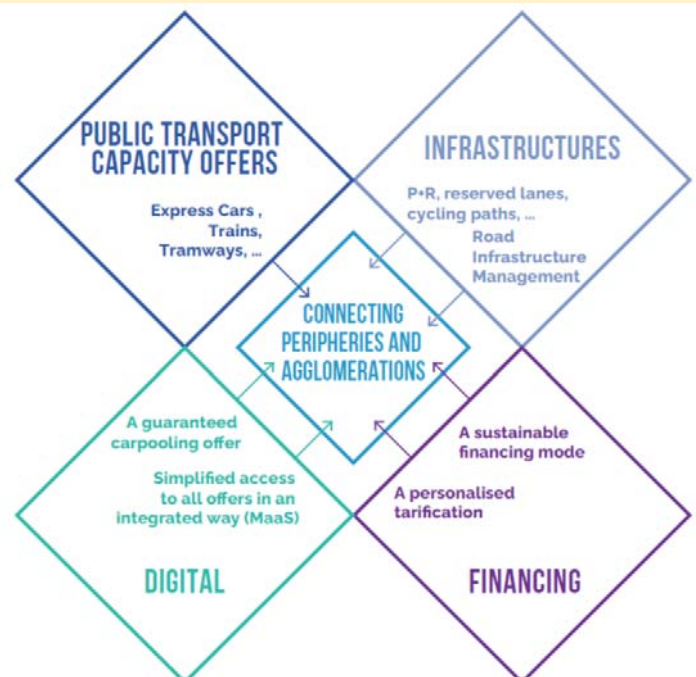 PUBLIC TRANSPORT
CAPACITY OFFERS
Express Cars ,
Trains,
Tramways, ...
INFRASTRUCTURES
P+R, reserved lanes,
cycling paths, ...
Road
Infrastructure
Management
CONNECTING
PERIPHERIES AND
AGGLOMERATIONS
A guaranteed
carpooling offer
Simplified access
to all offers in an
integrated way (MaaS)
DIGITAL
A sustainable
financing mode
A personalised
tarification
FINANCING